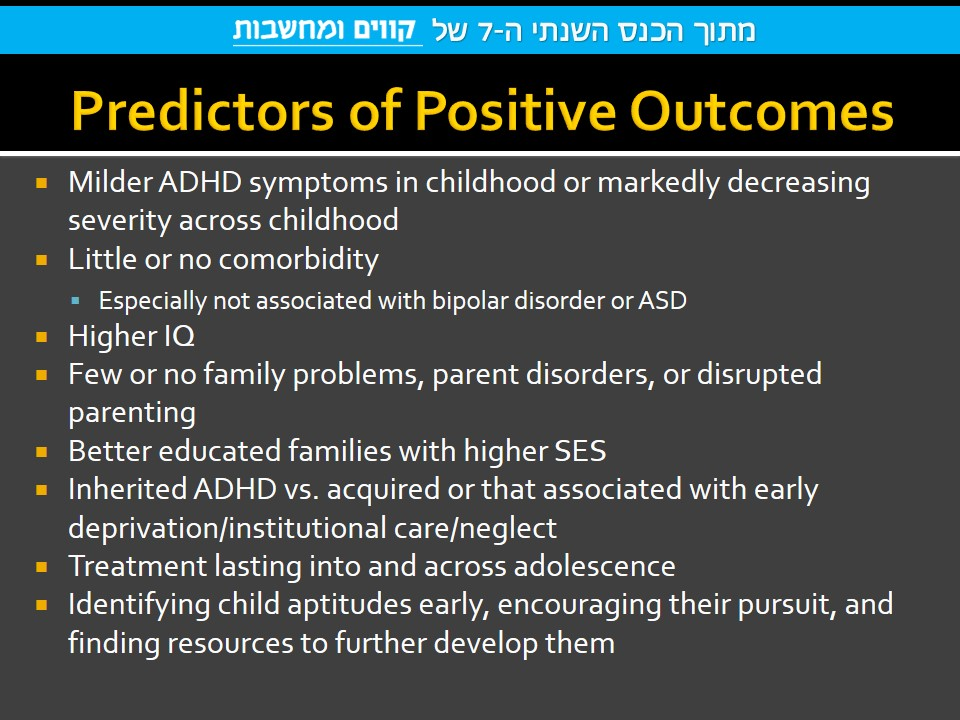 מתוך הכנס השנתי ה-7 של קווים ומחשבות
Predictors of Positive Outcomes
Milder ADHD symptoms in childhood or markedly decreasing
severity across childhood
Little or no comorbidity
Especially not associated with bipolar disorder or ASD
Higher IQ
Few or no family problems, parent disorders, or disrupted
parenting
Better educated families with higher SES
Inherited ADHD vs. acquired or that associated with early
deprivation/institutional care/neglect
Treatment lasting into and across adolescence
Identifying child aptitudes early, encouraging their pursuit, and
finding resources to further develop them